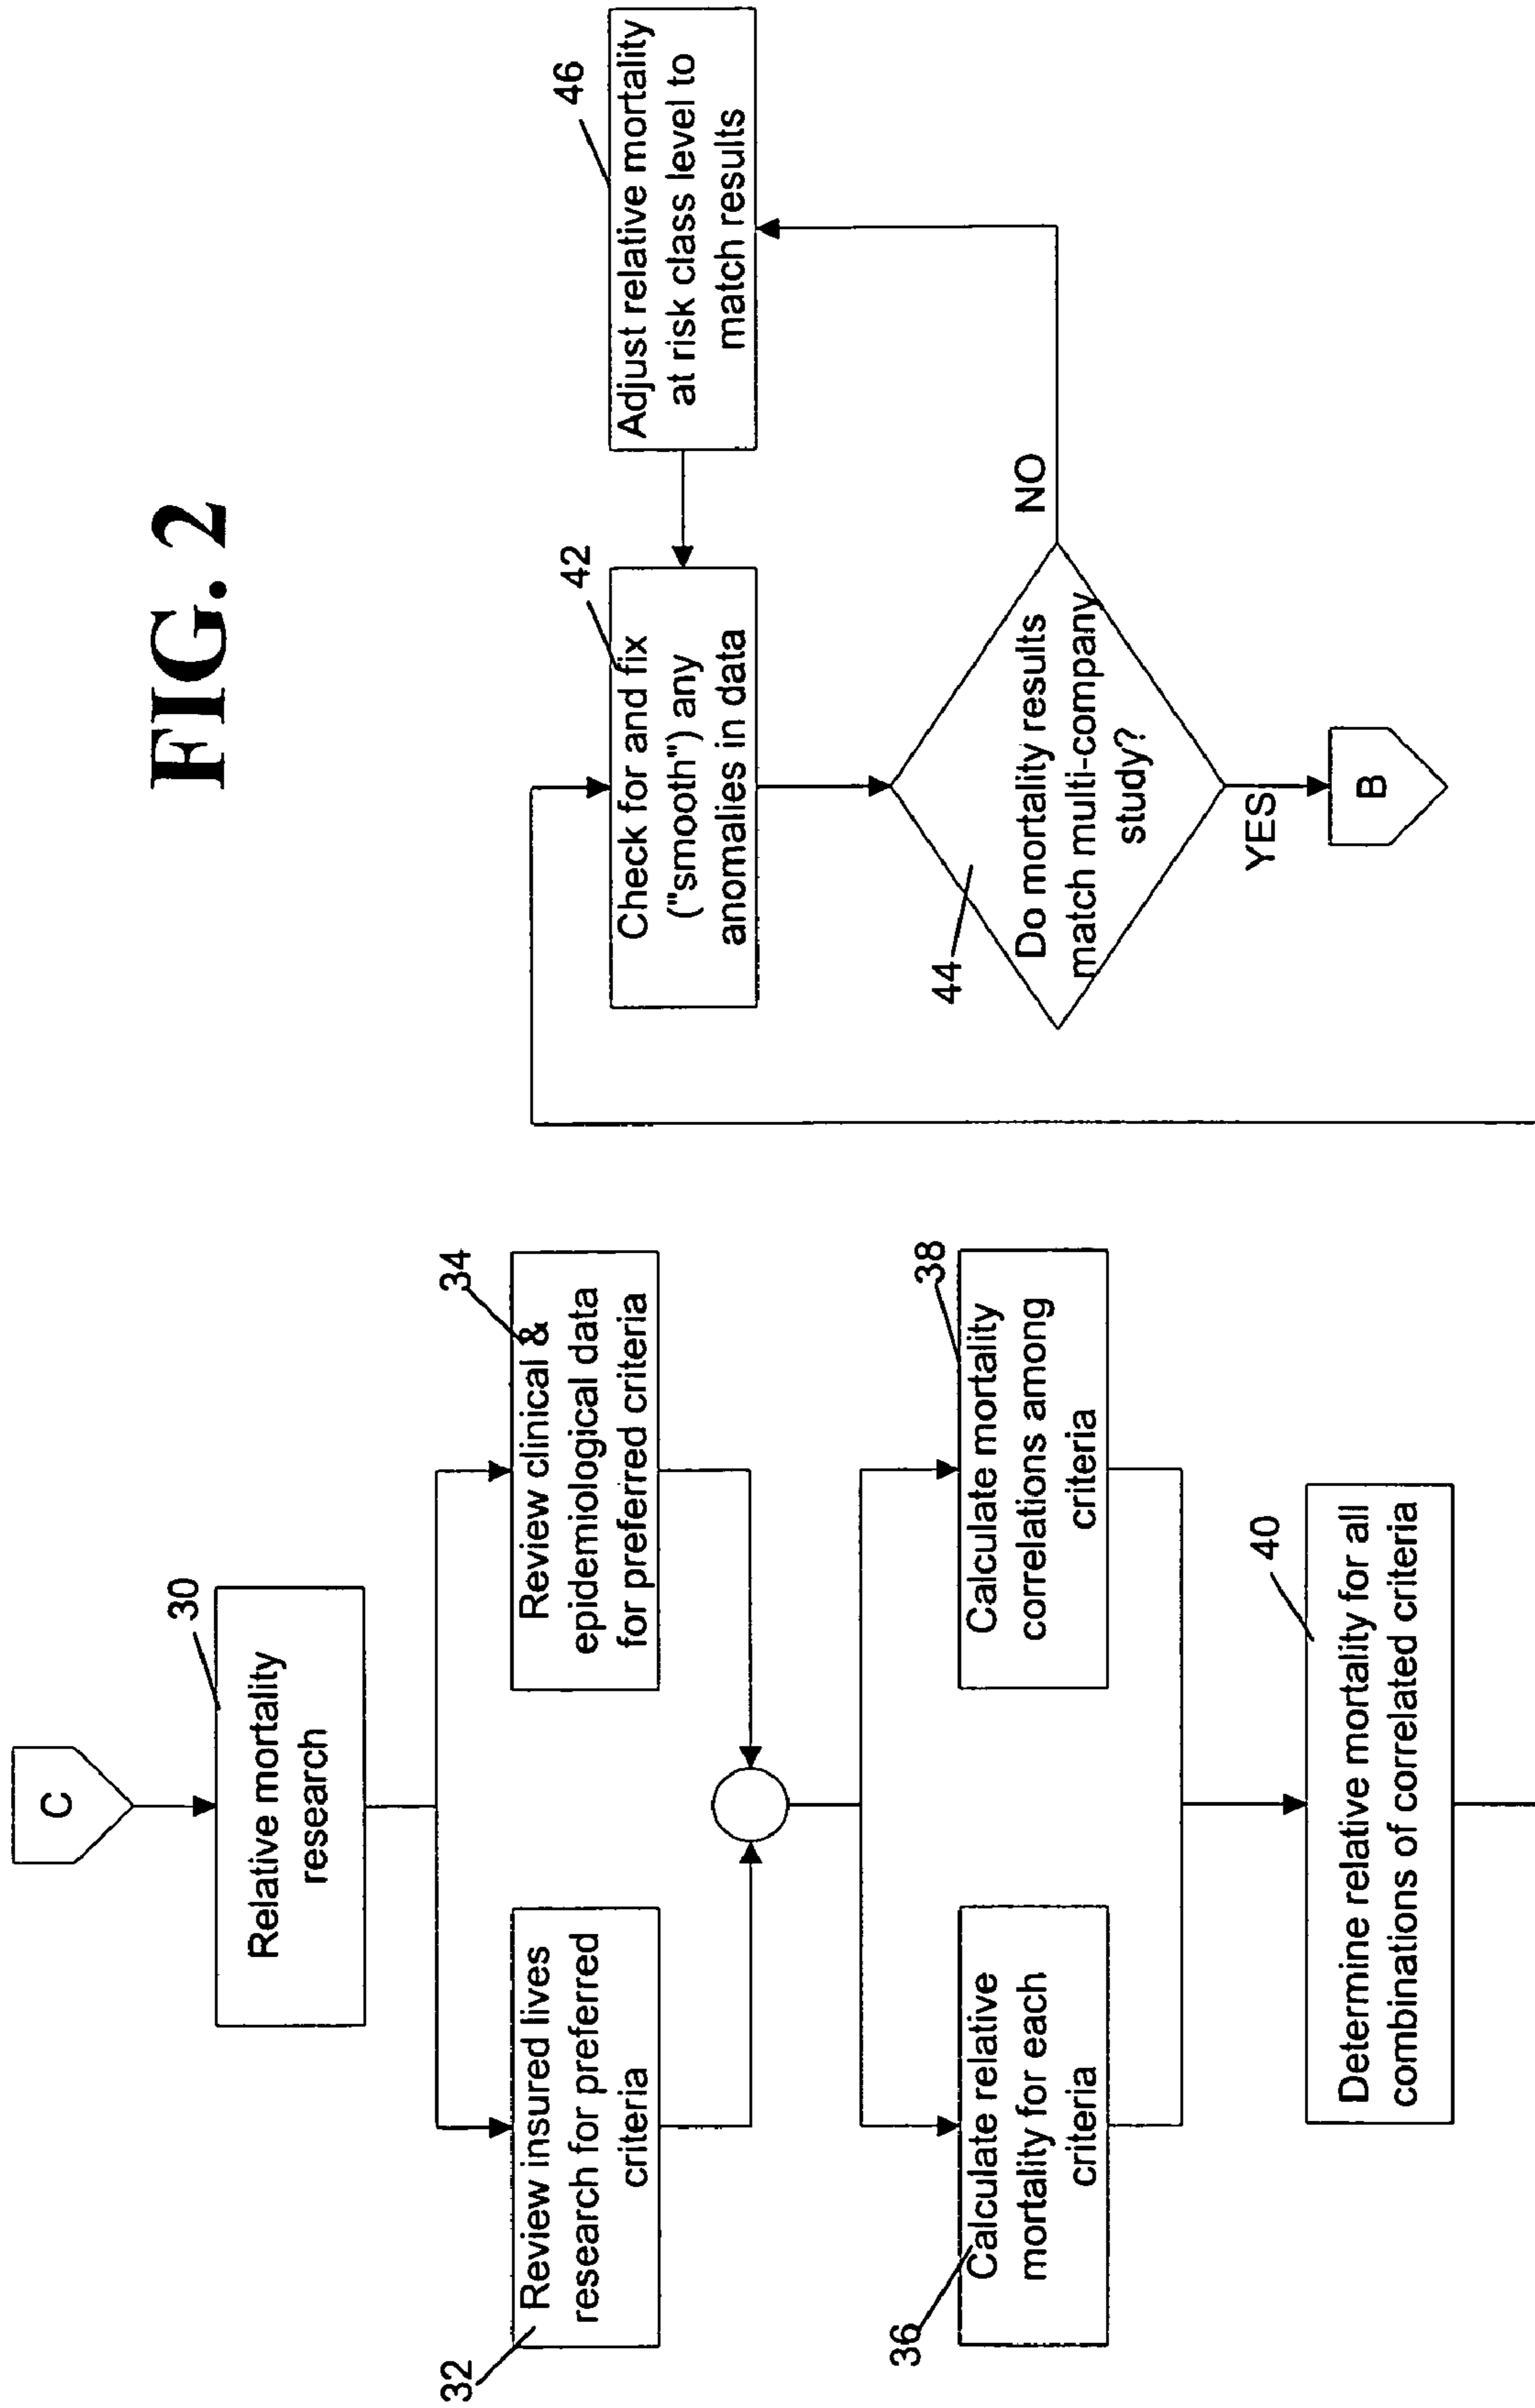 FIG. 2
C
30
Relative mortality
research
32
Review insured lives
research for preferred
criteria
34
Review clinical &
epidemiological data
for preferred criteria
36
Calculate relative
mortality for each
criteria
38
Calculate mortality
correlations among
criteria
40
Determine relative mortality for all
combinations of correlated criteria
42
Check for and fix
("smooth") any
anomalies in data
46
Adjust relative mortality
at risk class level to
match results
44
Do mortality results
match multi-company
study?
NO
YES
B